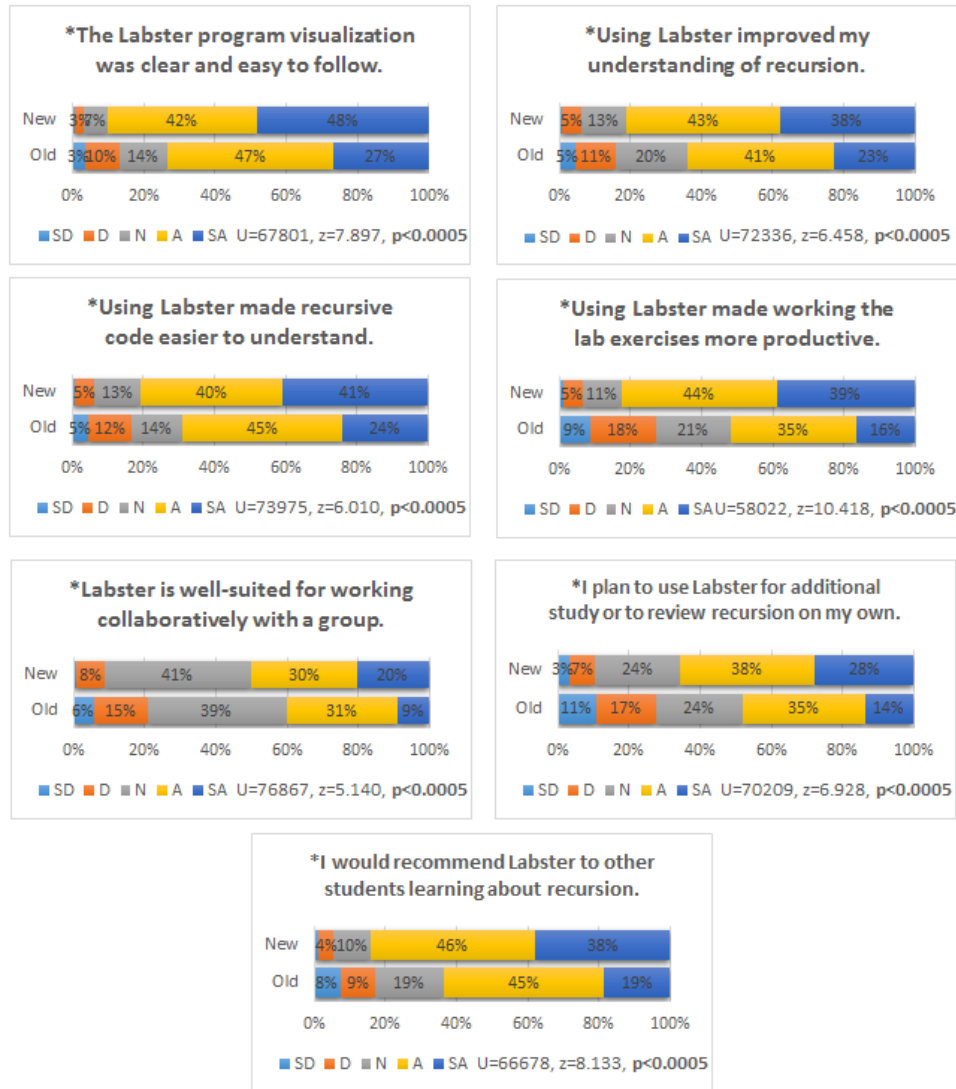 *The Labster program visualization
was clear and easy to follow.
New 3% 7% 42% 48%
Old 3% 10% 14% 47% 27%
0% 20% 40% 60% 80% 100%
SD D N A SA U=67801, z=7.897, p<0.0005
*Using Labster improved my
understanding of recursion.
New 5% 13% 43% 38%
Old 5% 11% 20% 41% 23%
0% 20% 40% 60% 80% 100%
SD D N A SA U=72336, z=6.458, p<0.0005
*Using Labster made recursive
code easier to understand.
New 5% 13% 40% 41%
Old 5% 12% 14% 45% 24%
0% 20% 40% 60% 80% 100%
SD D N A SA U=73975, z=6.010, p<0.0005
*Using Labster made working the
lab exercises more productive.
New 5% 11% 44% 39%
Old 9% 18% 21% 35% 16%
0% 20% 40% 60% 80% 100%
SD D N A SA U=58022, z=10.418, p<0.0005
*Labster is well-suited for working
collaboratively with a group.
New 8% 41% 30% 20%
Old 6% 15% 39% 31% 9%
0% 20% 40% 60% 80% 100%
SD D N A SA U=76867, z=5.140, p<0.0005
*I plan to use Labster for additional
study or to review recursion on my own.
New 3% 7% 24% 38% 28%
Old 11% 17% 24% 35% 14%
0% 20% 40% 60% 80% 100%
SD D N A SA U=70209, z=6.928, p<0.0005
*I would recommend Labster to other
students learning about recursion.
New 4% 10% 46% 38%
Old 8% 9% 19% 45% 19%
0% 20% 40% 60% 80% 100%
SD D N A SA U=66678, z=8.133, p<0.0005